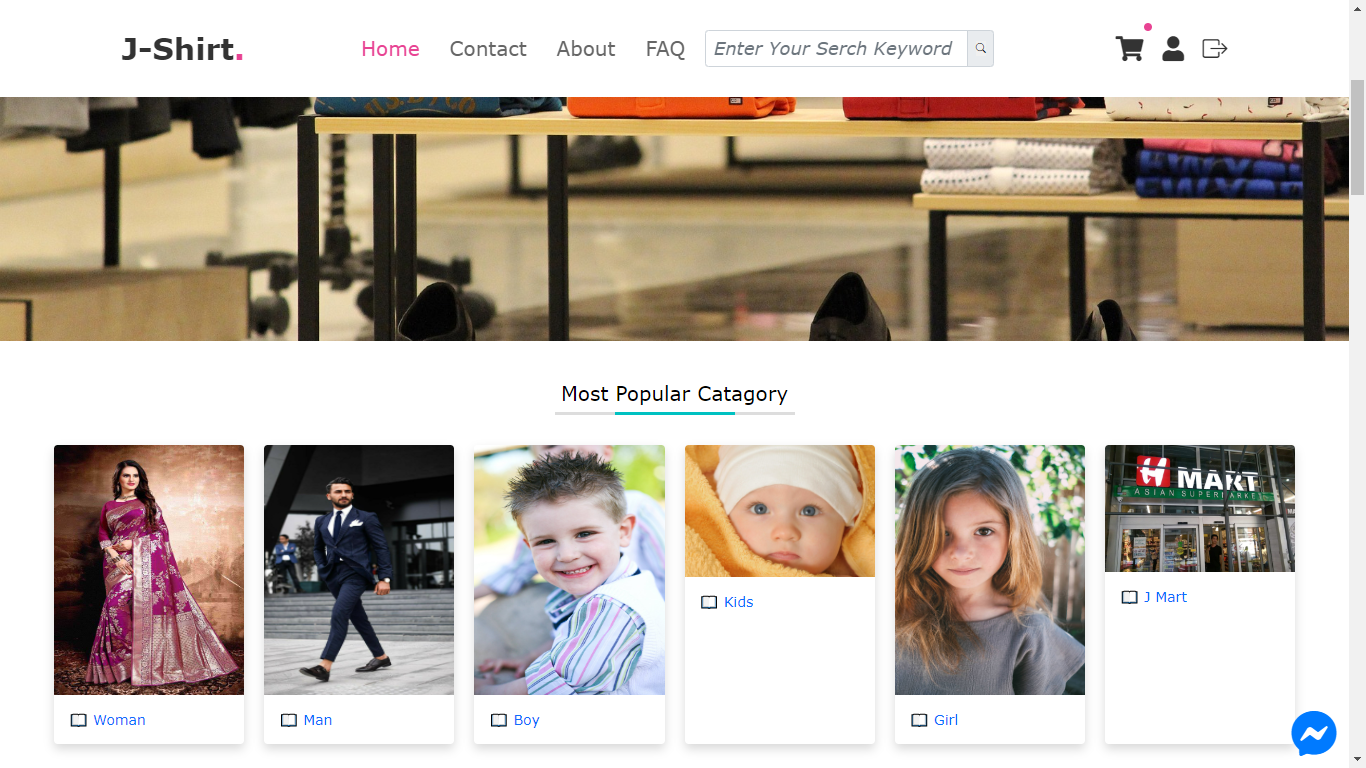 J-Shirt.
Home
Contact
About
FAQ
Enter Your Serch Keyword
Most Popular Catagory
H MART
ASIAN SUPERMARKET
Woman
Man
Boy
Kids
Girl
J Mart